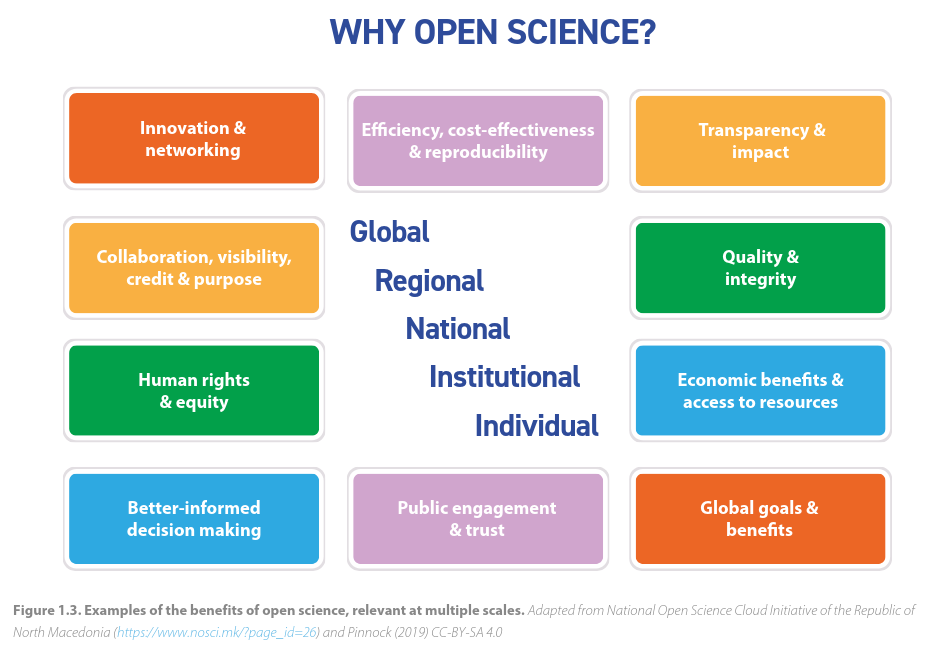 WHY OPEN SCIENCE?
Innovation &
networking
Efficiency, cost-effectiveness
& reproducibility
Transparency &
impact
Collaboration, visibility,
credit & purpose
Global
Regional
National
Institutional
Individual
Quality &
integrity
Human rights
& equity
Economic benefits &
access to resources
Better-informed
decision making
Public engagement
& trust
Global goals &
benefits
Figure 1.3. Examples of the benefits of open science, relevant at multiple scales. Adapted from National Open Science Cloud Initiative of the Republic of
North Macedonia (https://www.nosci.mk/?page_id=26) and Pinnock (2019) CC-BY-SA 4.0